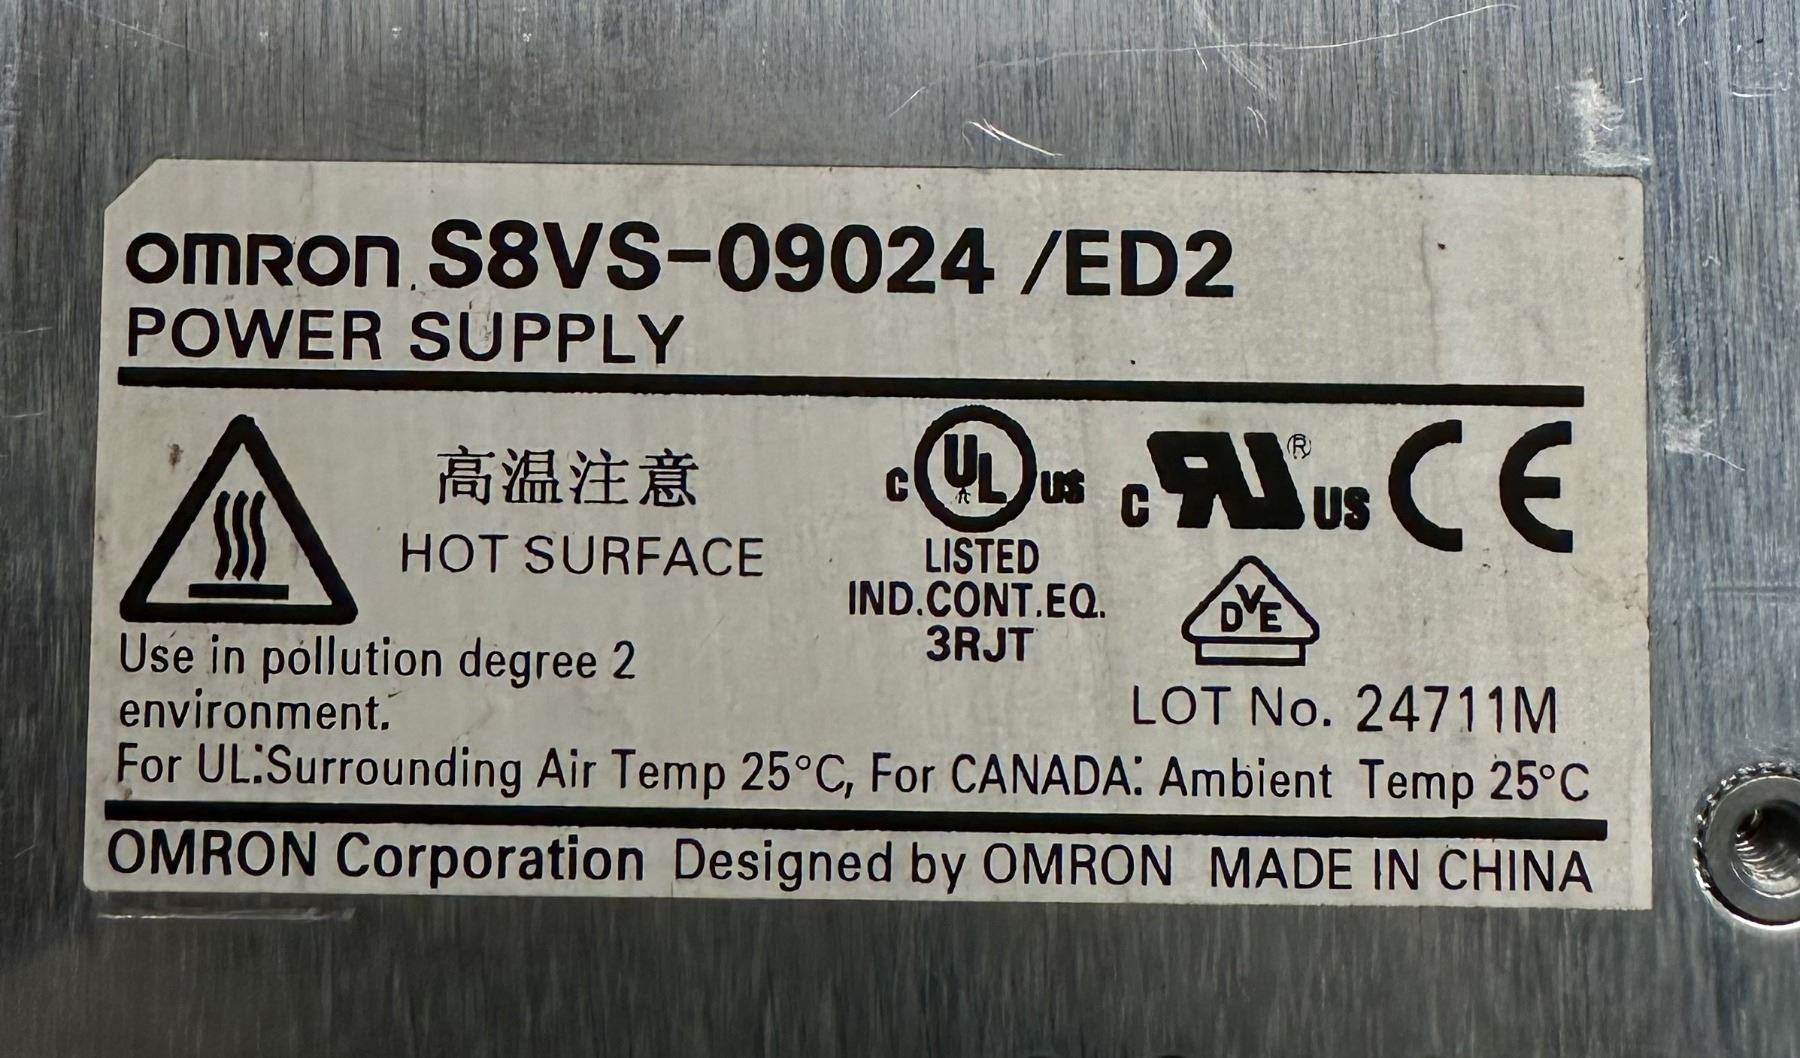 OMRON S8VS-09024 /ED2
POWER SUPPLY
高温注意
HOT SURFACE
C UL US
LISTED
IND.CONT.EQ.
3RJT
C RU® US
CE
DVE
Use in pollution degree 2
environment.
LOT No. 24711M
For UL:Surrounding Air Temp 25°C, For CANADA: Ambient Temp 25°C
OMRON Corporation Designed by OMRON MADE IN CHINA